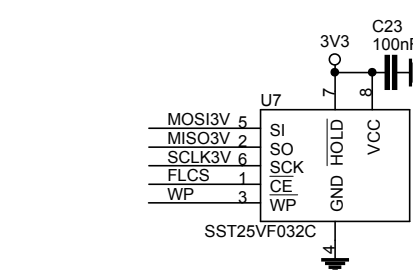 C23
3V3 100nF
7 8
U7
MOSI3V 5 SI
MISO3V 2 SO
SCLK3V 6 SCK
FLCS 1 CE
WP 3 WP
HOLD VCC
GND
SST25VF032C
4